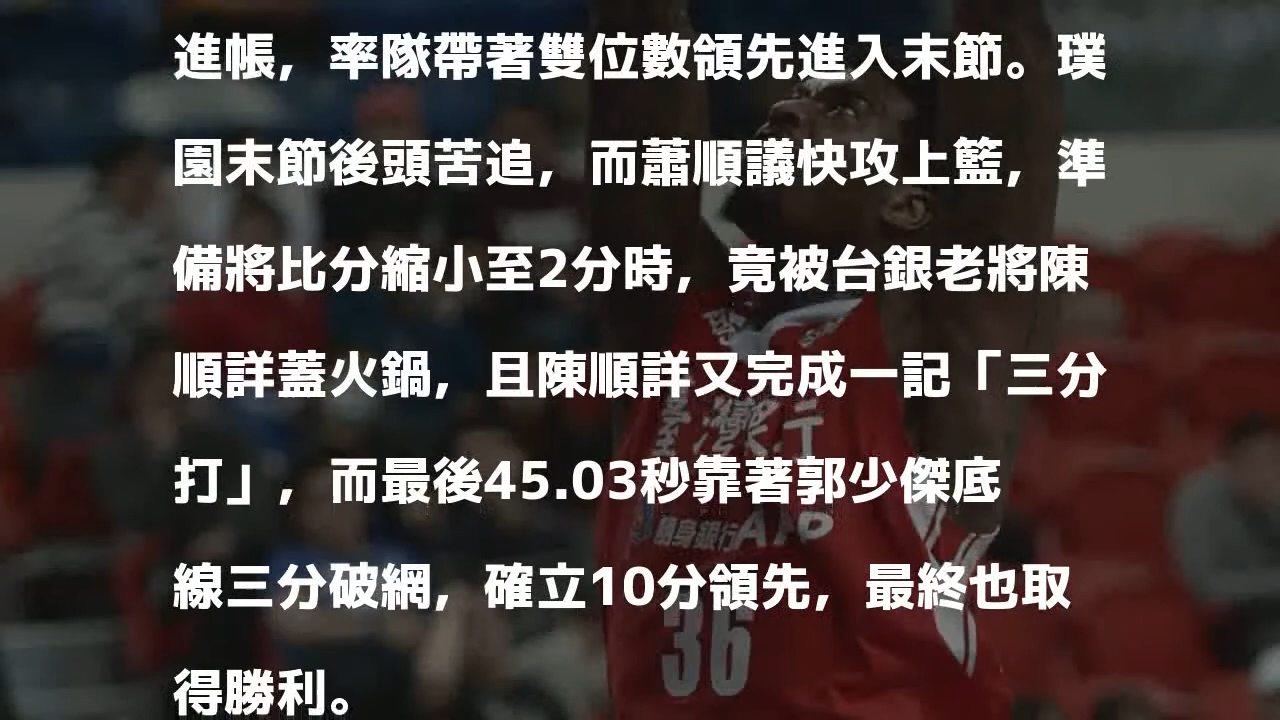 進帳，率隊帶著雙位數領先進入末節。璞
園末節後頭苦追，而蕭順議快攻上籃，準
備將比分縮小至2分時，竟被台銀老將陳
順詳蓋火鍋，且陳順詳又完成一記「三分
打」，而最後45.03秒靠著郭少傑底
線三分破網，確立10分領先，最終也取
得勝利。
36